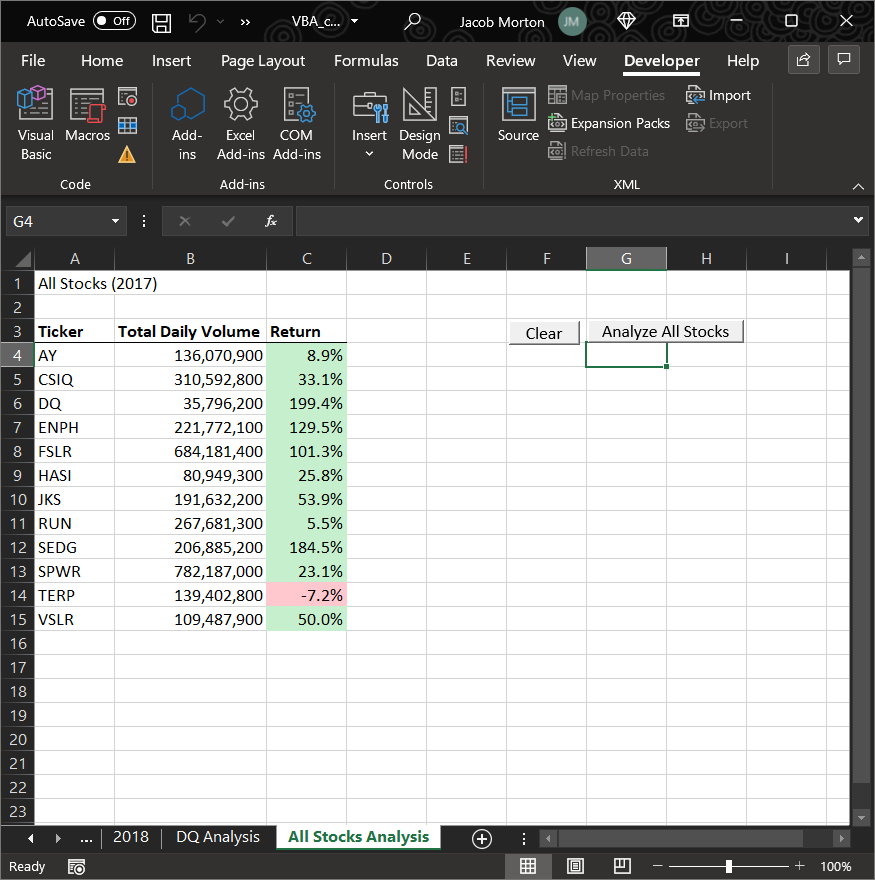 AutoSave Off VBA_c... Jacob Morton JM
File Home Insert Page Layout Formulas Data Review View Developer Help
Visual Basic Macros Add-ins Excel Add-ins COM Add-ins Insert Design Mode Source Map Properties Import
Expansion Packs Export
Refresh Data
Code Add-ins Controls XML
G4 fx
A B C D E F G H I
1 All Stocks (2017)
2
3 Ticker Total Daily Volume Return Clear Analyze All Stocks
4 AY 136,070,900 8.9%
5 CSIQ 310,592,800 33.1%
6 DQ 35,796,200 199.4%
7 ENPH 221,772,100 129.5%
8 FSLR 684,181,400 101.3%
9 HASI 80,949,300 25.8%
10 JKS 191,632,200 53.9%
11 RUN 267,681,300 5.5%
12 SEDG 206,885,200 184.5%
13 SPWR 782,187,000 23.1%
14 TERP 139,402,800 -7.2%
15 VSLR 109,487,900 50.0%
16
17
18
19
20
21
22
23
... 2018 DQ Analysis All Stocks Analysis
Ready 100%